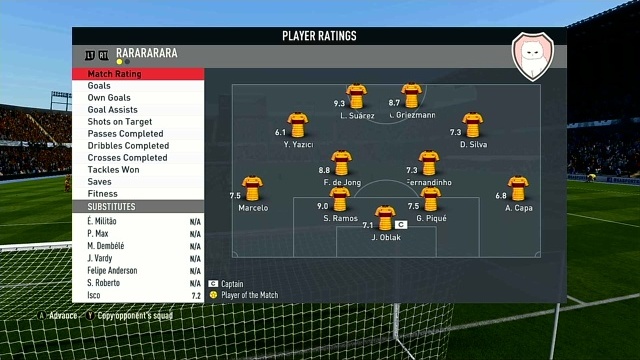 PLAYER RATINGS
LT RT RARARARARA
Match Rating
Goals
Own Goals
Goal Assists
Shots on Target
Passes Completed
Dribbles Completed
Crosses Completed
Tackles Won
Saves
Fitness
SUBSTITUTES
É. Militão N/A
P. Max N/A
M. Dembélé N/A
J. Vardy N/A
Felipe Anderson N/A
S. Roberto N/A
Isco 7.2
9.3 8.7
L. Suárez . Griezmann
6.1 7.3
Y. Yazıcı D. Silva
8.8 7.3
F. de Jong Fernandinho
7.5 9.0 7.5 6.8
Marcelo S. Ramos G. Piqué A. Capa
7.1 C
J. Oblak
C Captain
Player of the Match
A Advance Y Copy opponent's squad